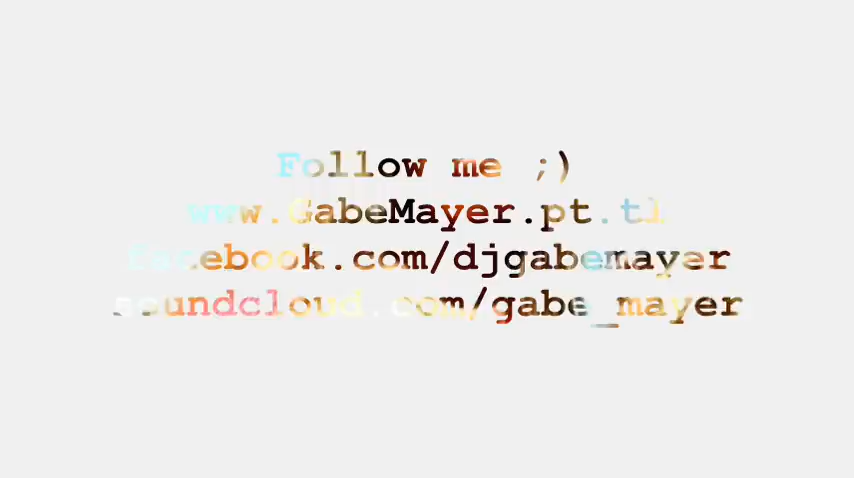 Follow me ;)
www.GabeMayer.pt.tl
facebook.com/djgabemayer
soundcloud.com/gabe_mayer